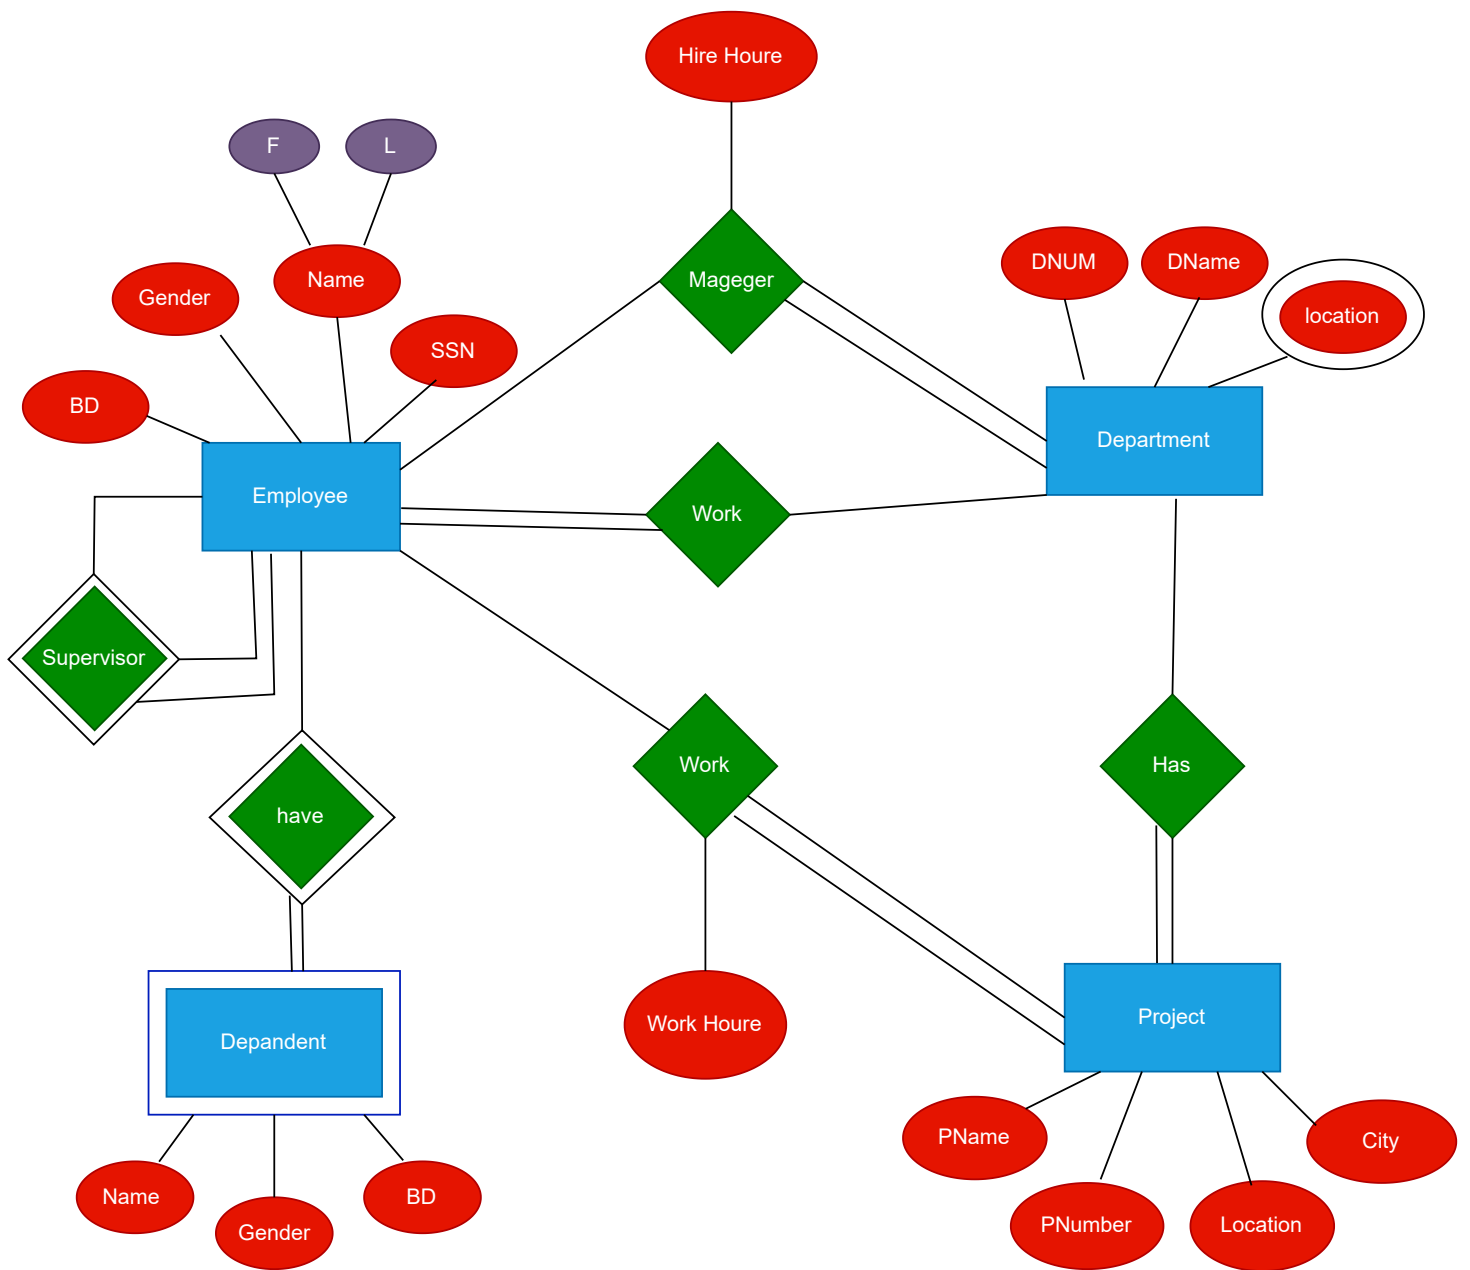 Hire Houre
F
L
Name
Gender
SSN
BD
Employee
Mageger
DNUM
DName
location
Department
Work
Supervisor
have
Work
Has
Depandent
Work Houre
Project
Name
Gender
BD
PName
PNumber
Location
City